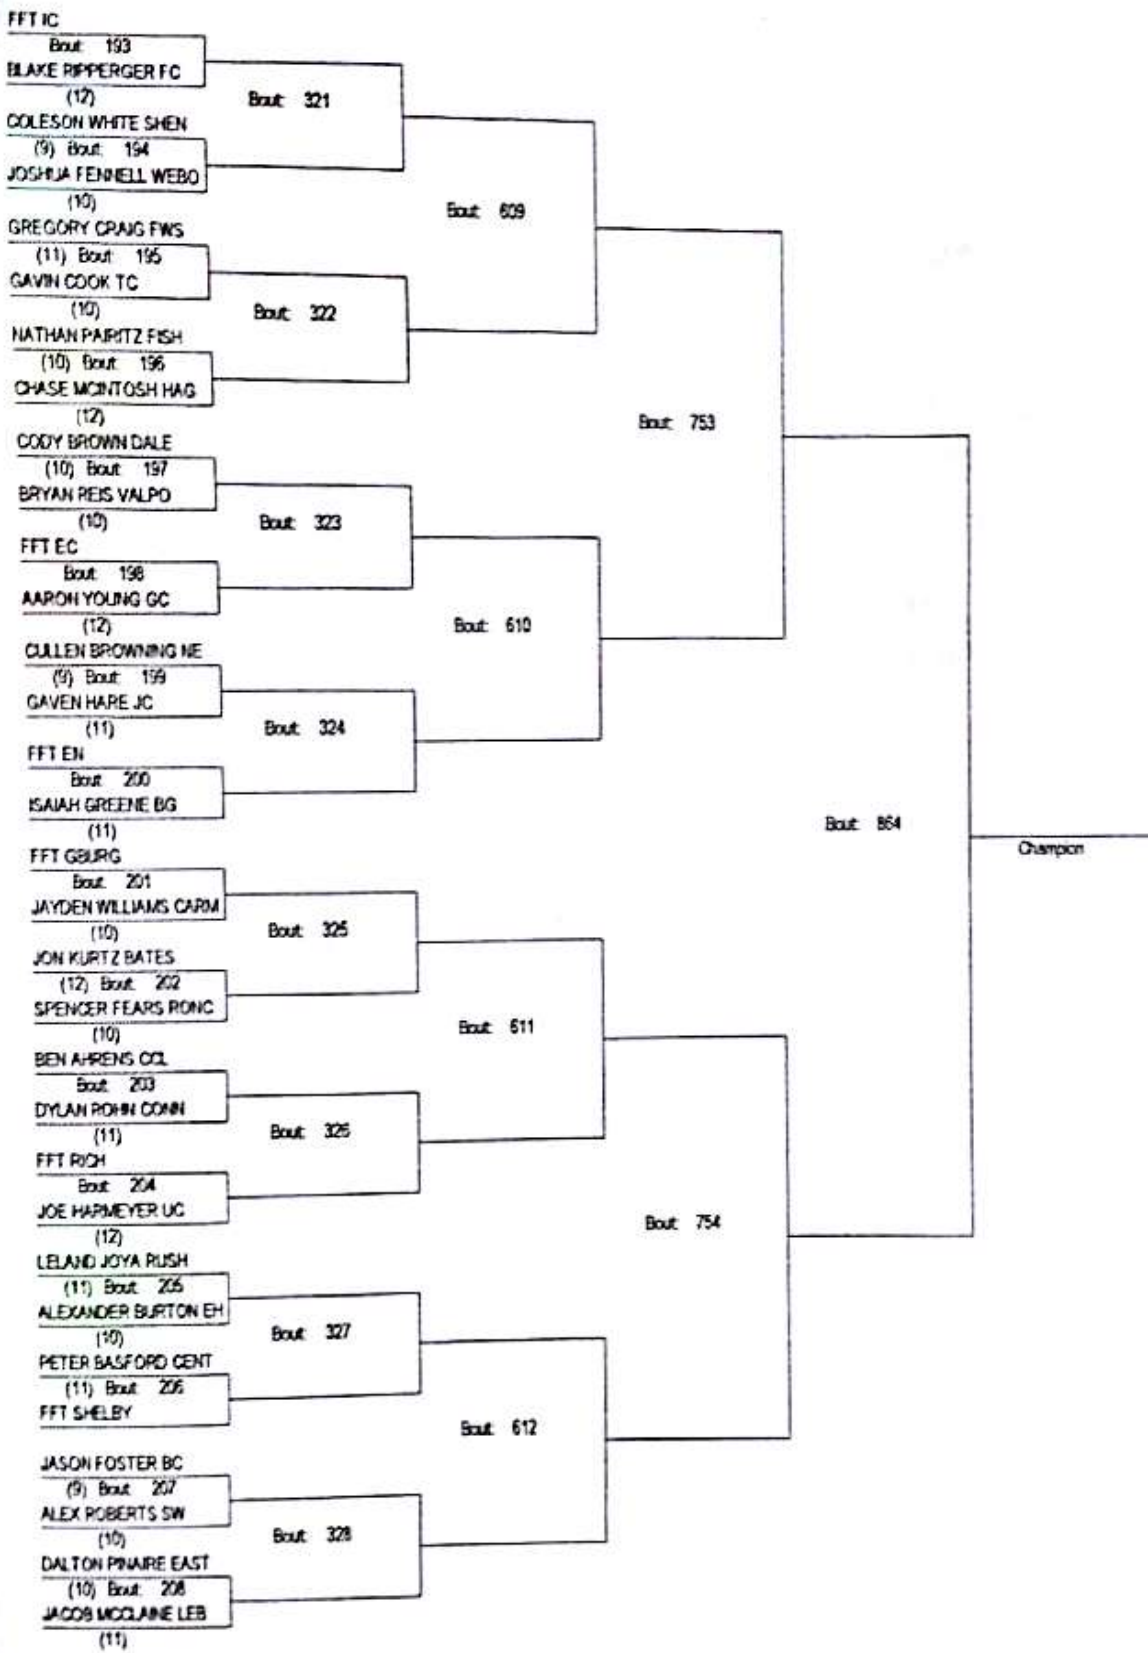 FFT IC
Bout: 193
BLAKE RIPPERGER FC
(12)
Bout: 321
COLESON WHITE SHEN
(9) Bout: 194
JOSHUA FENNELL WEBO
(10)
Bout: 609
GREGORY CRAIG FWS
(11) Bout: 195
GAVIN COOK TC
(10)
Bout: 322
NATHAN PAIRITZ FISH
(10) Bout: 196
CHASE MCINTOSH HAG
(12)
Bout: 753
CODY BROWN DALE
(10) Bout: 197
BRYAN REIS VALPO
(10)
Bout: 323
FFT EC
Bout: 198
AARON YOUNG GC
(12)
Bout: 610
CULLEN BROWNING NE
(9) Bout: 199
GAVEN HARE JC
(11)
Bout: 324
FFT EN
Bout: 200
ISAIAH GREENE BG
(11)
Bout: 864
Champion
FFT GBURG
Bout: 201
JAYDEN WILLIAMS CARM
(10)
Bout: 325
JON KURTZ BATES
(12) Bout: 202
SPENCER FEARS RONC
(10)
Bout: 611
BEN AHRENS CCL
Bout: 203
DYLAN ROHN CONN
(11)
Bout: 326
FFT RICH
Bout: 204
JOE HARMEYER UC
(12)
Bout: 754
LELAND JOYA RUSH
(11) Bout: 205
ALEXANDER BURTON EH
(10)
Bout: 327
PETER BASFORD CENT
(11) Bout: 206
FFT SHELBY
Bout: 612
JASON FOSTER BC
(9) Bout: 207
ALEX ROBERTS SW
(10)
Bout: 328
DALTON PINAIRE EAST
(10) Bout: 208
JACOB MCCLAINE LEB
(11)